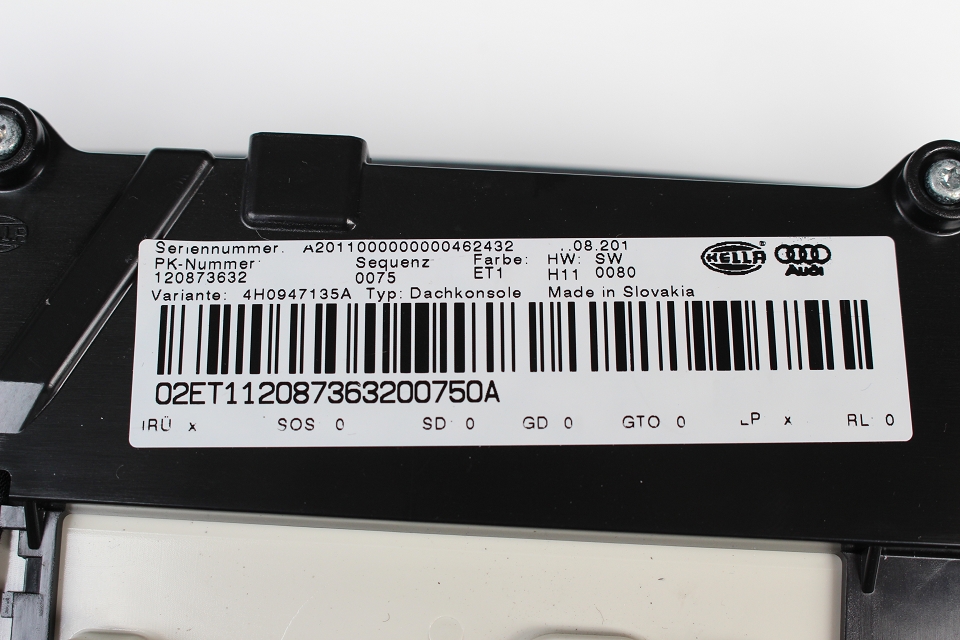 Seriennummer: A2011000000000462432 .08.201 HELLA
PK-Nummer: Sequenz Farbe: HW: SW Audi
120873632 0075 ET1 H11 0080
Variante: 4H0947135A Typ: Dachkonsole Made in Slovakia
02ET112087363200750A
IRÜ x SOS 0 SD 0 GD 0 GTO 0 LP x RL 0